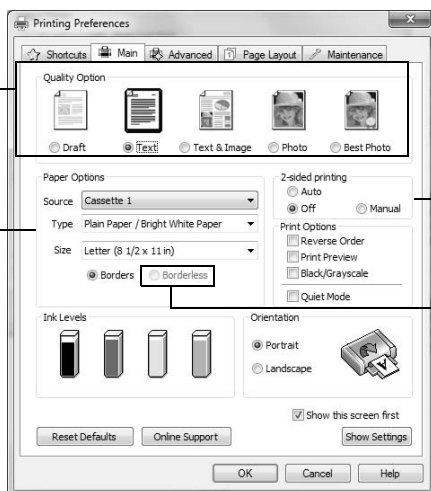 Printing Preferences
Shortcuts Main Advanced Page Layout Maintenance
Quality Option
Draft Text Text & Image Photo Best Photo
Paper Options
Source Cassette 1
Type Plain Paper / Bright White Paper
Size Letter (8 1/2 x 11 in)
Borders Borderless
2-sided printing
Auto
Off Manual
Print Options
Reverse Order
Print Preview
Black/Grayscale
Quiet Mode
Ink Levels
Orientation
Portrait
Landscape
A
Show this screen first
Reset Defaults Online Support Show Settings
OK Cancel Help